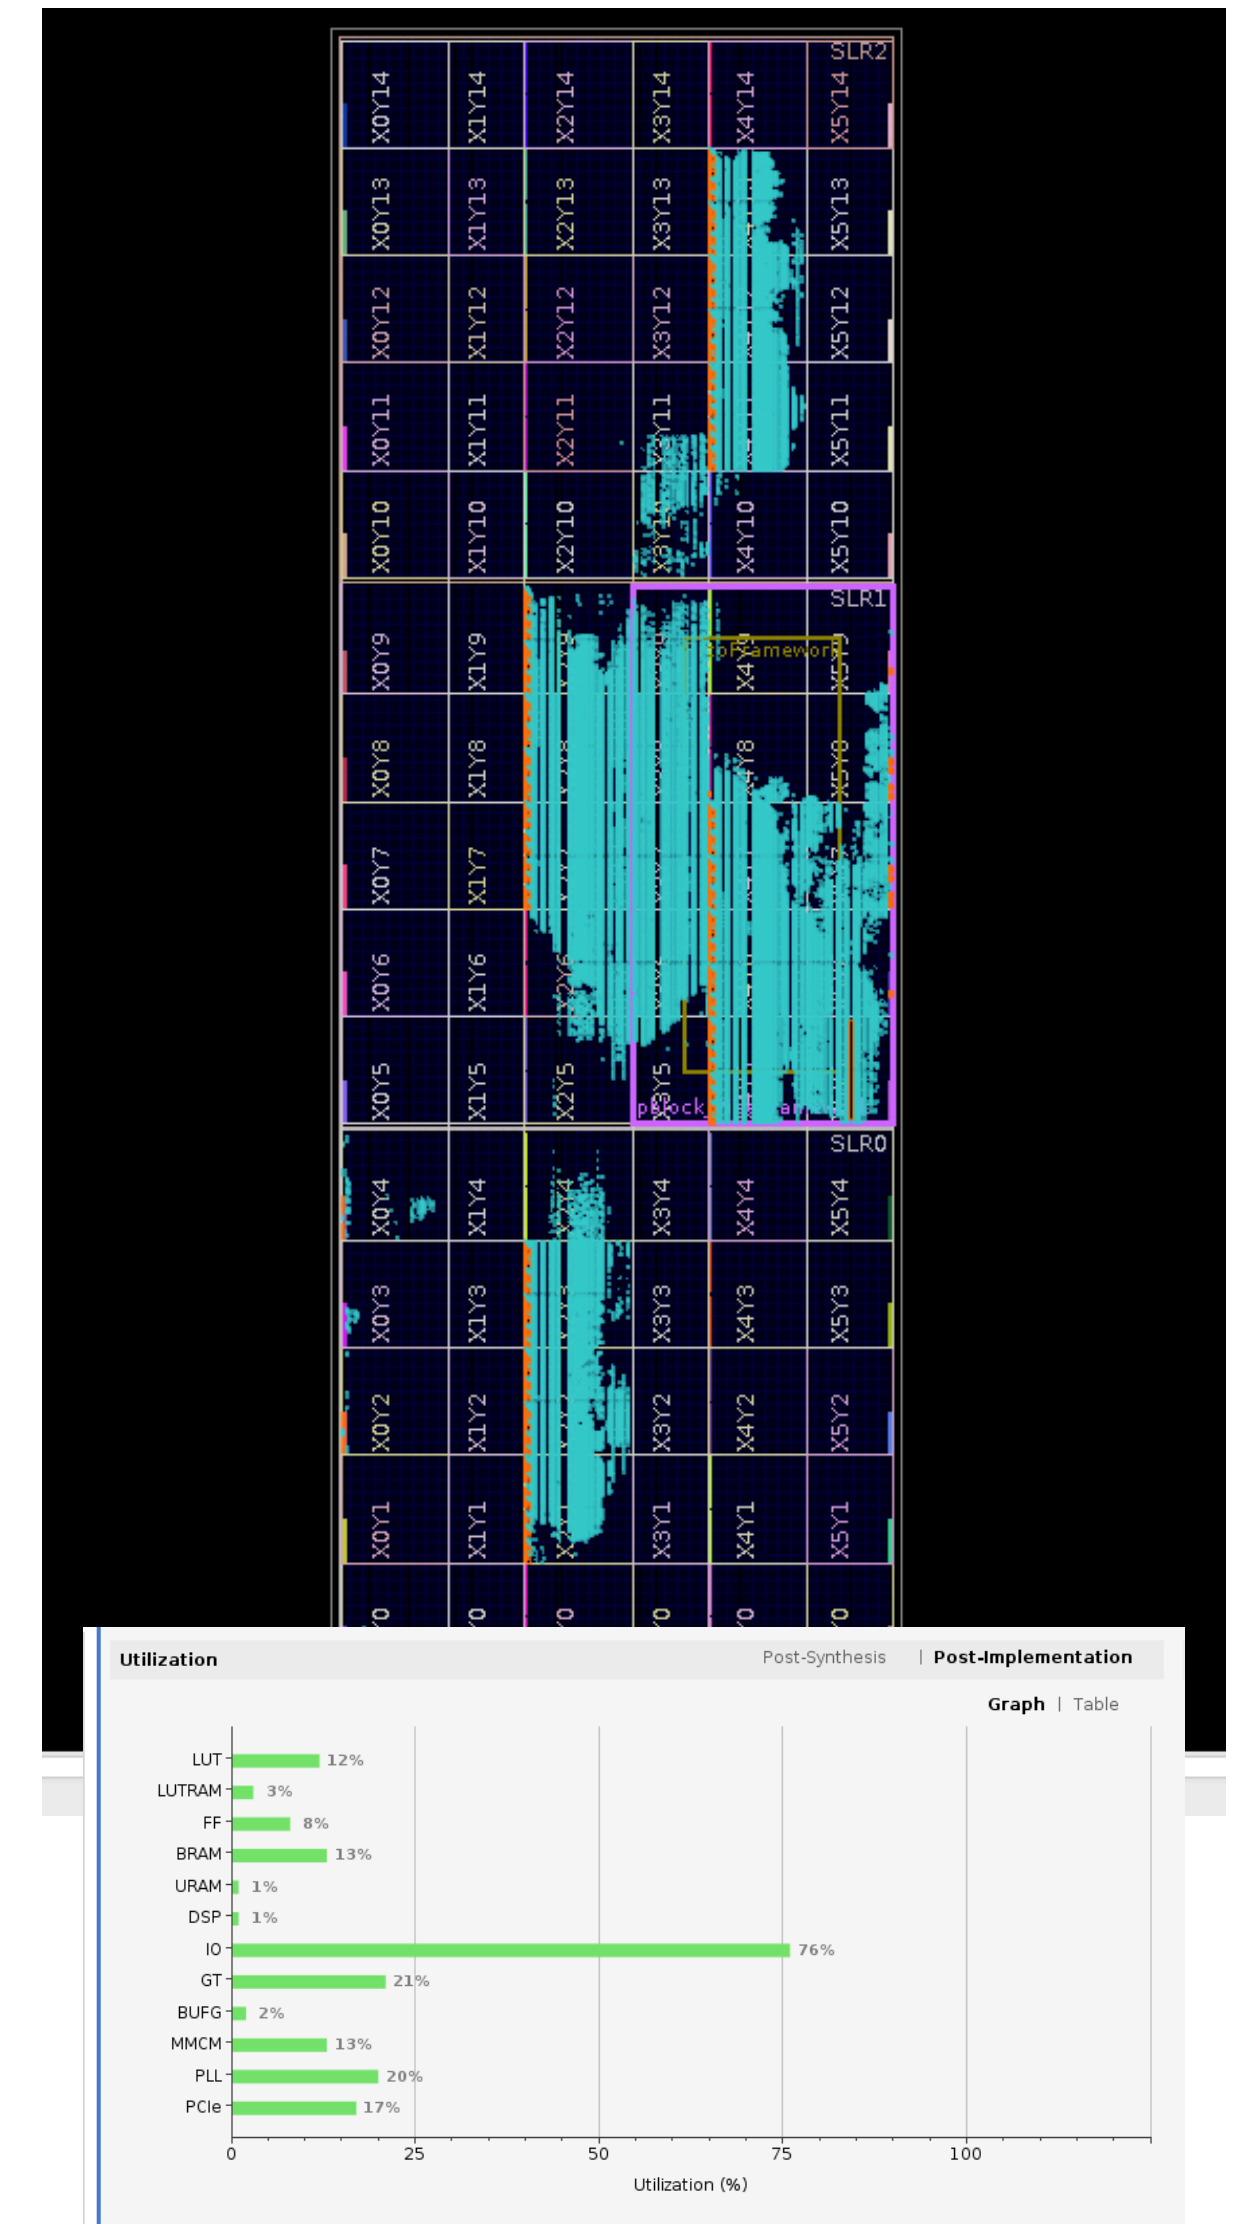 SLR2
X0Y14 X1Y14 X2Y14 X3Y14 X4Y14 X5Y14
X0Y13 X1Y13 X2Y13 X3Y13 X5Y13
X0Y12 X1Y12 X2Y12 X3Y12 X5Y12
X0Y11 X1Y11 X2Y11 X5Y11
X0Y10 X1Y10 X2Y10 X4Y10 X5Y10
SLR1
X0Y9 X1Y9
X0Y8 X1Y8
X0Y7 X1Y7
X0Y6 X1Y6 X2Y6
X0Y5 X1Y5 X2Y5 X3Y5
SLR0
X0Y4 X1Y4 X3Y4 X4Y4 X5Y4
X0Y3 X1Y3 X3Y3 X4Y3 X5Y3
X0Y2 X1Y2 X3Y2 X4Y2 X5Y2
X0Y1 X1Y1 X3Y1 X4Y1 X5Y1
Utilization Post-Synthesis | Post-Implementation
Graph | Table
LUT 12%
LUTRAM 3%
FF 8%
BRAM 13%
URAM 1%
DSP 1%
IO 76%
GT 21%
BUFG 2%
MMCM 13%
PLL 20%
PCIe 17%
0 25 50 75 100
Utilization (%)